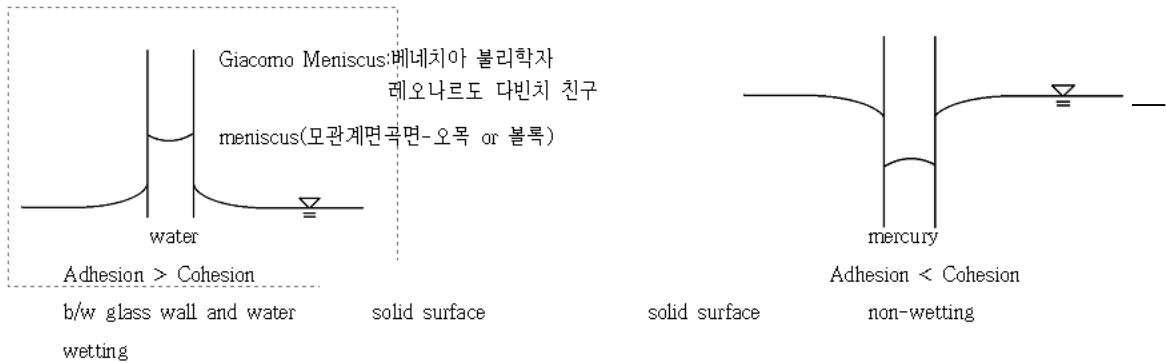 Giacomo Meniscus:베네치아 물리학자
레오나르도 다빈치 친구
meniscus(모관계면곡면-오목 or 볼록)
water
mercury
Adhesion > Cohesion
Adhesion < Cohesion
b/w glass wall and water
solid surface
solid surface
non-wetting
wetting